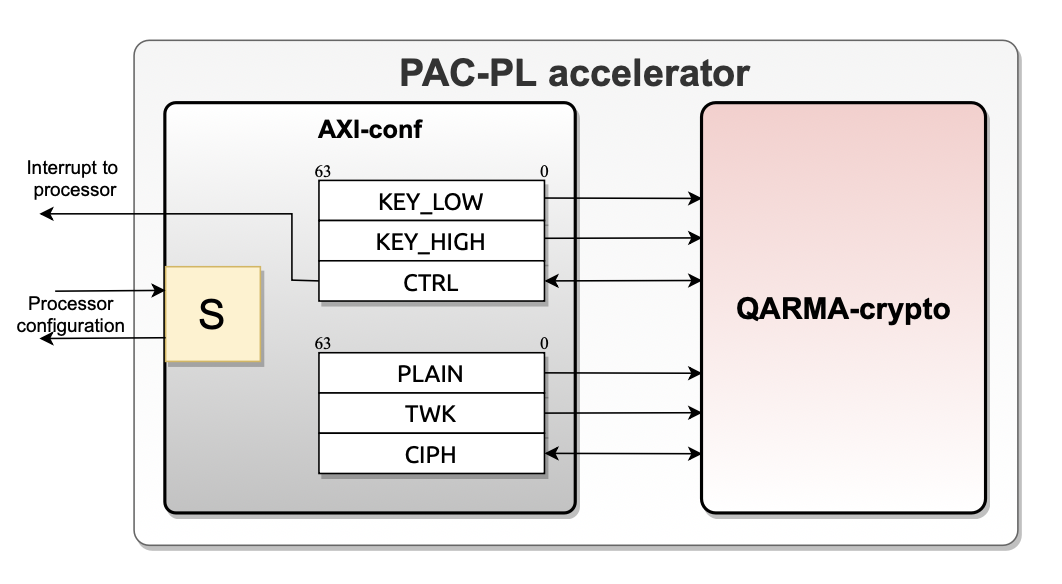 PAC-PL accelerator
AXI-conf
Interrupt to
processor
63 0
KEY_LOW
KEY_HIGH
CTRL
S
Processor
configuration
QARMA-crypto
63 0
PLAIN
TWK
CIPH